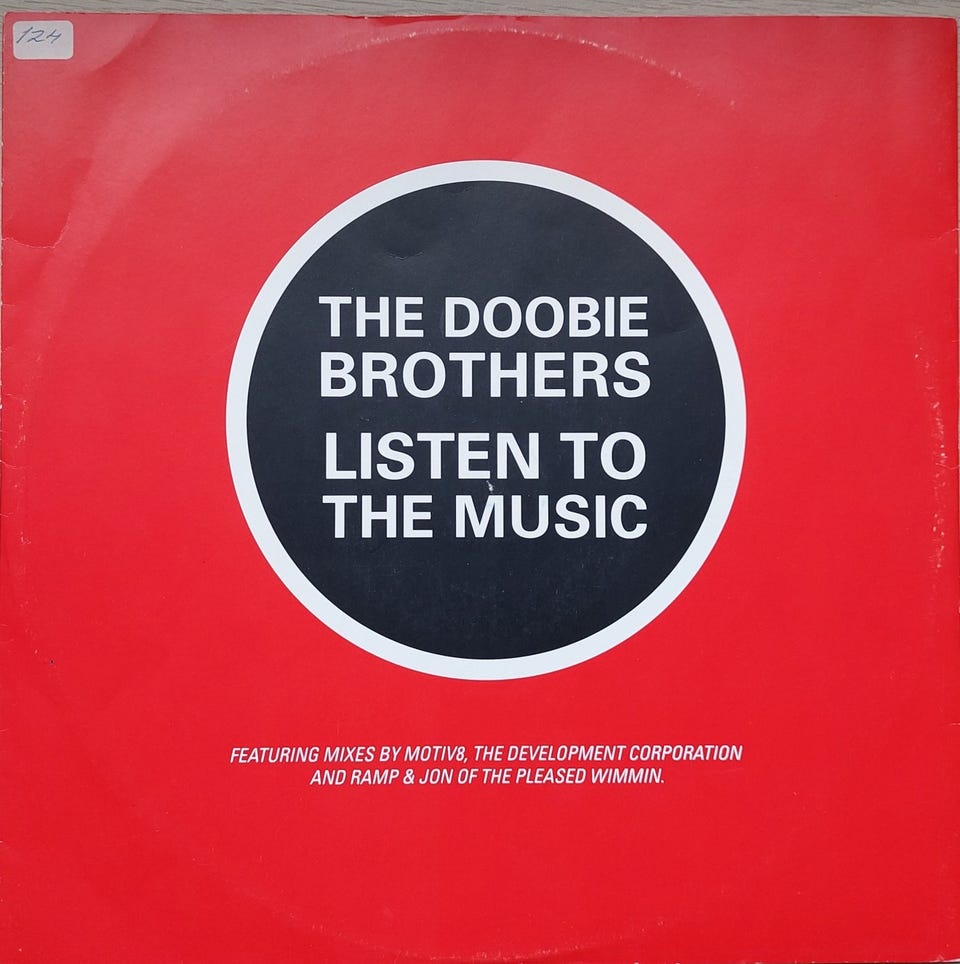 124
THE DOOBIE
BROTHERS
LISTEN TO
THE MUSIC
FEATURING MIXES BY MOTIV8, THE DEVELOPMENT CORPORATION
AND RAMP & JON OF THE PLEASED WIMMIN.